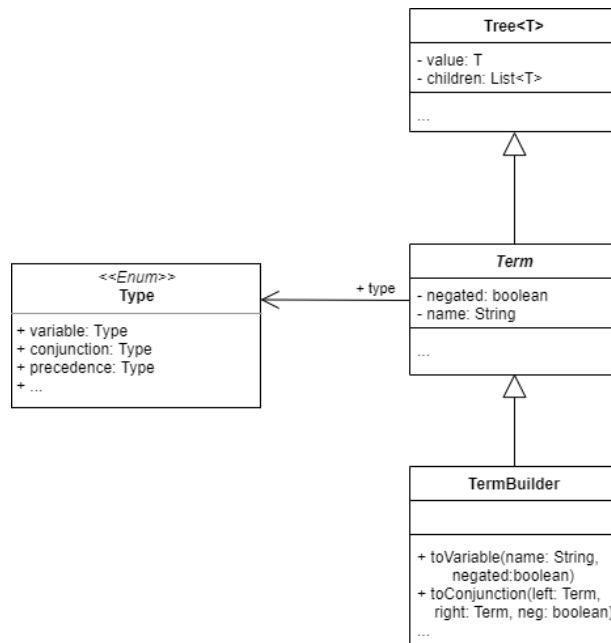 Tree<T>
- value: T
- children: List<T>
...
<<Enum>>
Type
+ variable: Type
+ conjunction: Type
+ precedence: Type
+ ...
+ type
Term
- negated: boolean
- name: String
...
TermBuilder
+ toVariable(name: String,
negated:boolean)
+ toConjunction(left: Term,
right: Term, neg: boolean)
...